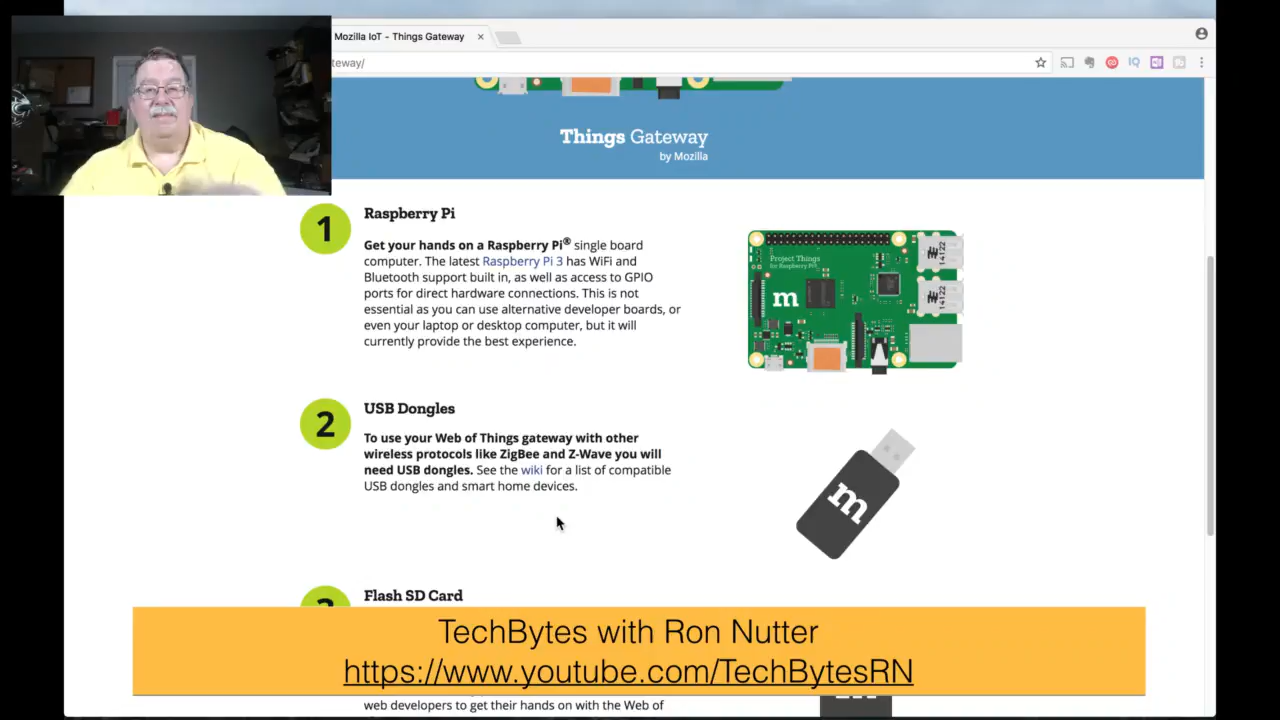 Mozilla IoT - Things Gateway
eway/
Things Gateway
by Mozilla
1
Raspberry Pi
Get your hands on a Raspberry Pi® single board
computer. The latest Raspberry Pi 3 has WiFi and
Bluetooth support built in, as well as access to GPIO
ports for direct hardware connections. This is not
essential as you can use alternative developer boards, or
even your laptop or desktop computer, but it will
currently provide the best experience.
Project Things
for Raspberry Pi®
m
14122
14122
2
USB Dongles
To use your Web of Things gateway with other
wireless protocols like ZigBee and Z-Wave you will
need USB dongles. See the wiki for a list of compatible
USB dongles and smart home devices.
m
3
Flash SD Card
TechBytes with Ron Nutter
https://www.youtube.com/TechBytesRN
web developers to get their hands on with the Web of